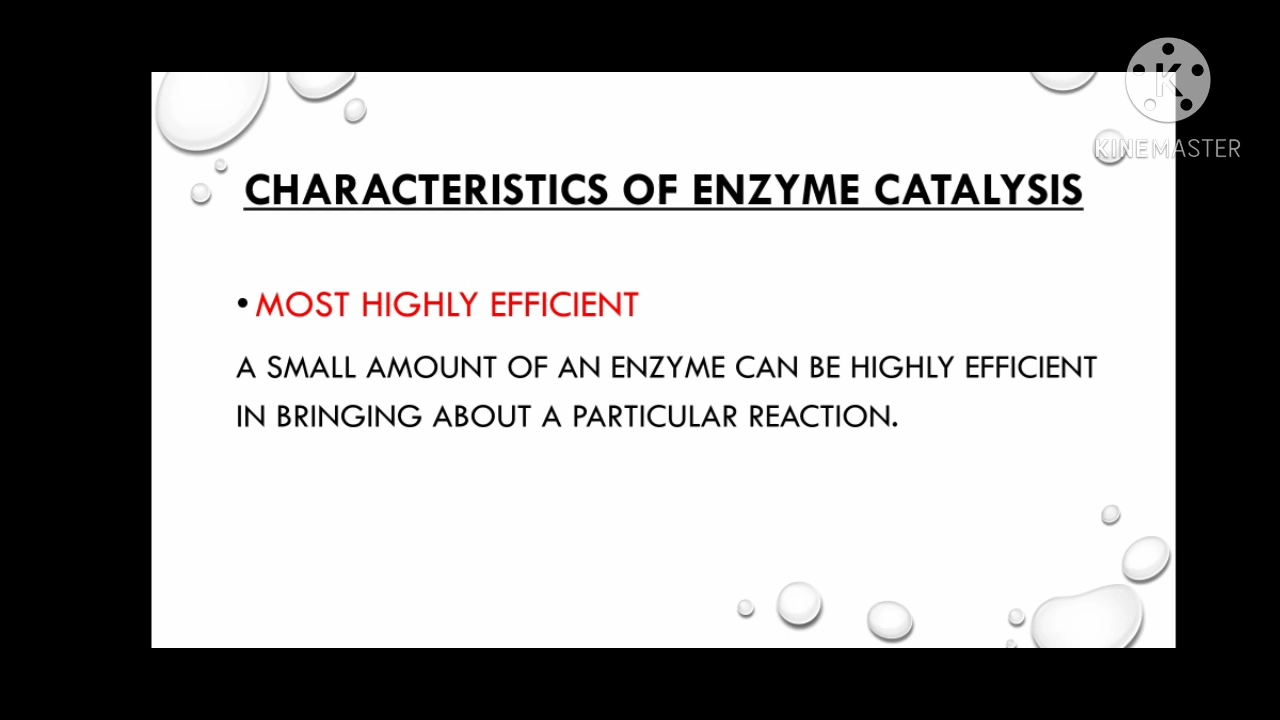 K
KINEMASTER
CHARACTERISTICS OF ENZYME CATALYSIS
• MOST HIGHLY EFFICIENT
A SMALL AMOUNT OF AN ENZYME CAN BE HIGHLY EFFICIENT
IN BRINGING ABOUT A PARTICULAR REACTION.